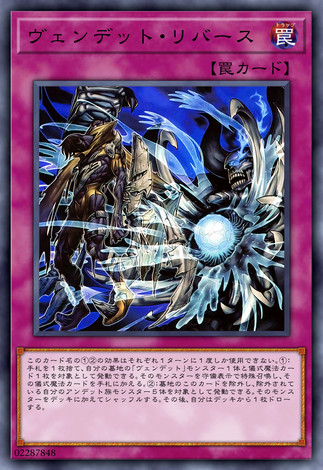 ヴェンデット・リバース
トラップ
罠
【罠カード】
このカード名の①②の効果はそれぞれ1ターンに1度しか使用できない。①：
手札を1枚捨て、自分の墓地の「ヴェンデット」モンスター1体と儀式魔法カー
ド1枚を対象として発動できる。そのモンスターを守備表示で特殊召喚し、そ
の儀式魔法カードを手札に加える。②：墓地のこのカードを除外し、除外されて
いる自分のアンデット族モンスター5体を対象として発動できる。そのモンス
ターをデッキに加えてシャッフルする。その後、自分はデッキから1枚ドロー
する。
02287848